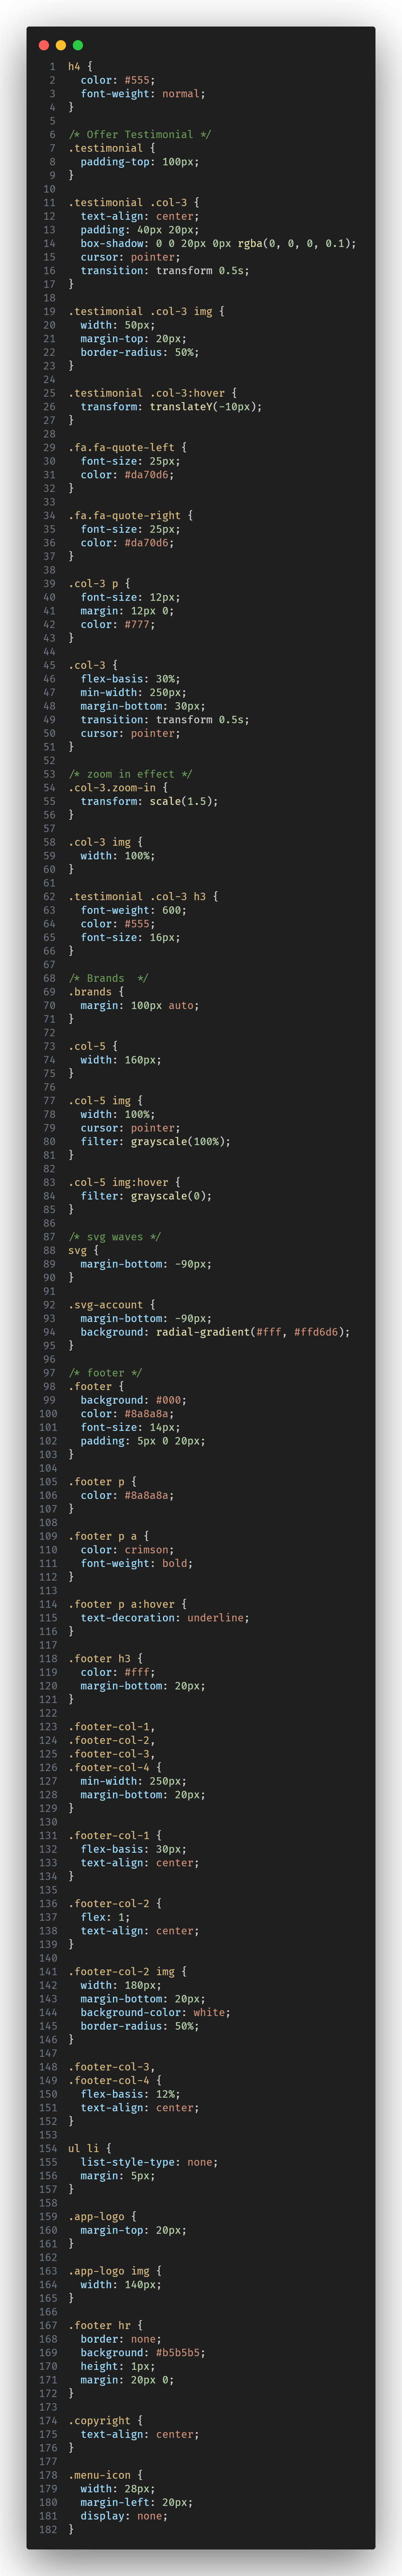 1 h4 {
2   color: #555;
3   font-weight: normal;
4 }
5
6 /* Offer Testimonial */
7 .testimonial {
8   padding-top: 100px;
9 }
10
11 .testimonial .col-3 {
12   text-align: center;
13   padding: 40px 20px;
14   box-shadow: 0 0 20px 0px rgba(0, 0, 0, 0.1);
15   cursor: pointer;
16   transition: transform 0.5s;
17 }
18
19 .testimonial .col-3 img {
20   width: 50px;
21   margin-top: 20px;
22   border-radius: 50%;
23 }
24
25 .testimonial .col-3:hover {
26   transform: translateY(-10px);
27 }
28
29 .fa.fa-quote-left {
30   font-size: 25px;
31   color: #da70d6;
32 }
33
34 .fa.fa-quote-right {
35   font-size: 25px;
36   color: #da70d6;
37 }
38
39 .col-3 p {
40   font-size: 12px;
41   margin: 12px 0;
42   color: #777;
43 }
44
45 .col-3 {
46   flex-basis: 30%;
47   min-width: 250px;
48   margin-bottom: 30px;
49   transition: transform 0.5s;
50   cursor: pointer;
51 }
52
53 /* zoom in effect */
54 .col-3.zoom-in {
55   transform: scale(1.5);
56 }
57
58 .col-3 img {
59   width: 100%;
60 }
61
62 .testimonial .col-3 h3 {
63   font-weight: 600;
64   color: #555;
65   font-size: 16px;
66 }
67
68 /* Brands  */
69 .brands {
70   margin: 100px auto;
71 }
72
73 .col-5 {
74   width: 160px;
75 }
76
77 .col-5 img {
78   width: 100%;
79   cursor: pointer;
80   filter: grayscale(100%);
81 }
82
83 .col-5 img:hover {
84   filter: grayscale(0);
85 }
86
87 /* svg waves */
88 svg {
89   margin-bottom: -90px;
90 }
91
92 .svg-account {
93   margin-bottom: -90px;
94   background: radial-gradient(#fff, #ffd6d6);
95 }
96
97 /* footer */
98 .footer {
99   background: #000;
100   color: #8a8a8a;
101   font-size: 14px;
102   padding: 5px 0 20px;
103 }
104
105 .footer p {
106   color: #8a8a8a;
107 }
108
109 .footer p a {
110   color: crimson;
111   font-weight: bold;
112 }
113
114 .footer p a:hover {
115   text-decoration: underline;
116 }
117
118 .footer h3 {
119   color: #fff;
120   margin-bottom: 20px;
121 }
122
123 .footer-col-1,
124 .footer-col-2,
125 .footer-col-3,
126 .footer-col-4 {
127   min-width: 250px;
128   margin-bottom: 20px;
129 }
130
131 .footer-col-1 {
132   flex-basis: 30px;
133   text-align: center;
134 }
135
136 .footer-col-2 {
137   flex: 1;
138   text-align: center;
139 }
140
141 .footer-col-2 img {
142   width: 180px;
143   margin-bottom: 20px;
144   background-color: white;
145   border-radius: 50%;
146 }
147
148 .footer-col-3,
149 .footer-col-4 {
150   flex-basis: 12%;
151   text-align: center;
152 }
153
154 ul li {
155   list-style-type: none;
156   margin: 5px;
157 }
158
159 .app-logo {
160   margin-top: 20px;
161 }
162
163 .app-logo img {
164   width: 140px;
165 }
166
167 .footer hr {
168   border: none;
169   background: #b5b5b5;
170   height: 1px;
171   margin: 20px 0;
172 }
173
174 .copyright {
175   text-align: center;
176 }
177
178 .menu-icon {
179   width: 28px;
180   margin-left: 20px;
181   display: none;
182 }